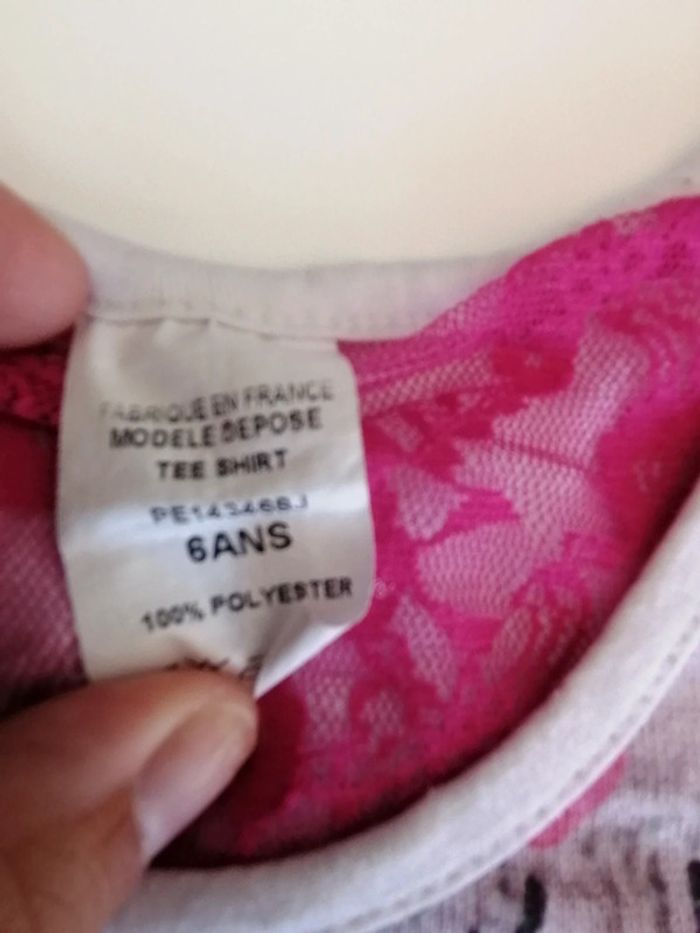 FABRIQUE EN FRANCE
MODELE DEPOSE
TEE SHIRT
6ANS
100% POLYESTER